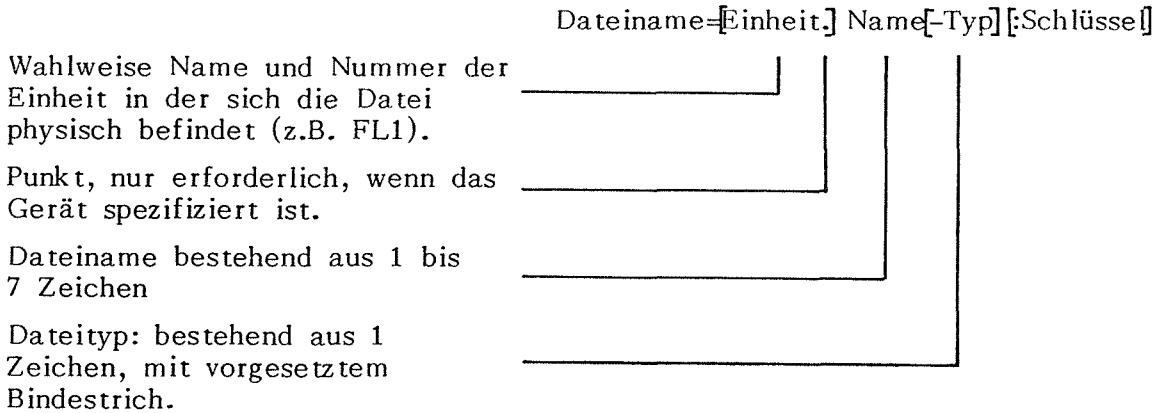 Dateiname=[Einheit.] Name[-Typ] [:Schlüssel]
Wahlweise Name und Nummer der
Einheit in der sich die Datei
physisch befindet (z.B. FL1).
Punkt, nur erforderlich, wenn das
Gerät spezifiziert ist.
Dateiname bestehend aus 1 bis
7 Zeichen
Dateityp: bestehend aus 1
Zeichen, mit vorgesetztem
Bindestrich.